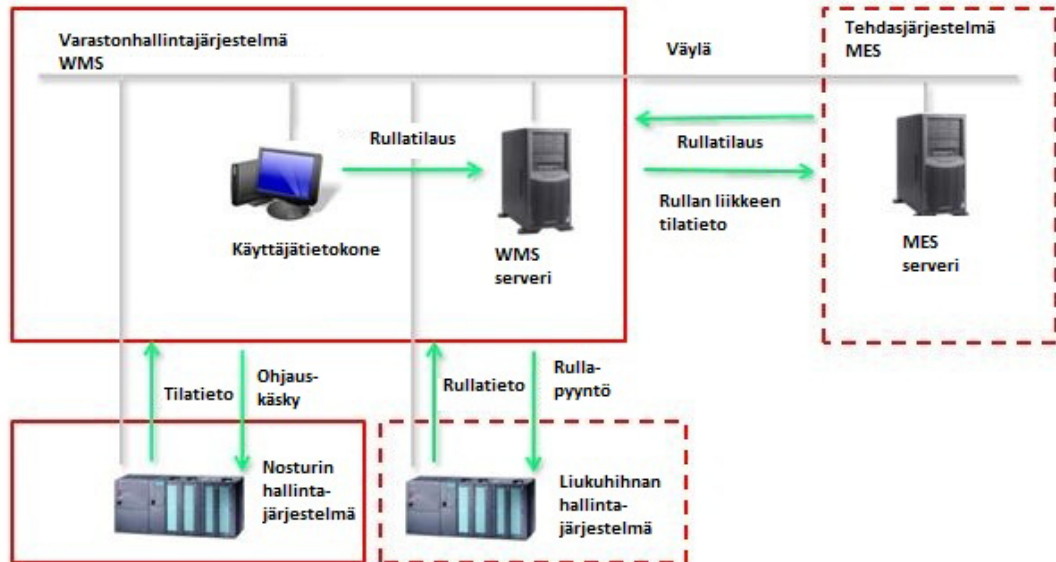 Varastonhallintajärjestelmä
WMS
Väylä
Tehdasjärjestelmä
MES
Rullatilaus
Rullatilaus
Rullan liikkeen
tilatieto
Käyttäjätietokone
WMS
serveri
MES
serveri
Tilatieto
Ohjaus-
käsky
Rullatieto
Rulla-
pyyntö
Nosturin
hallinta-
järjestelmä
Liukuhihnan
hallinta-
järjestelmä